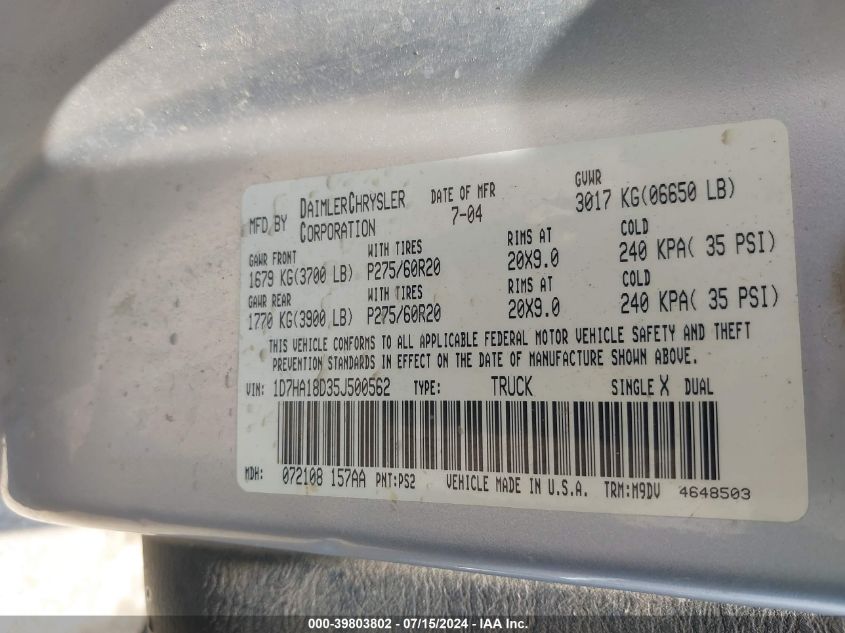 MFD BY DAIMLERCHRYSLER CORPORATION DATE OF MFR 7-04 GVWR 3017 KG(06650 LB)
GAWR FRONT WITH TIRES RIMS AT COLD
1679 KG(3700 LB) P275/60R20 20X9.0 240 KPA( 35 PSI)
GAWR REAR WITH TIRES RIMS AT COLD
1770 KG(3900 LB) P275/60R20 20X9.0 240 KPA( 35 PSI)
THIS VEHICLE CONFORMS TO ALL APPLICABLE FEDERAL MOTOR VEHICLE SAFETY AND THEFT
PREVENTION STANDARDS IN EFFECT ON THE DATE OF MANUFACTURE SHOWN ABOVE.
VIN: 1D7HA18D35J500562 TYPE: TRUCK SINGLE X DUAL
MDH: 072108 157AA PNT:PS2 VEHICLE MADE IN U.S.A. TRM:M9DV 4648503
000-39803802 - 07/15/2024 - IAA Inc.